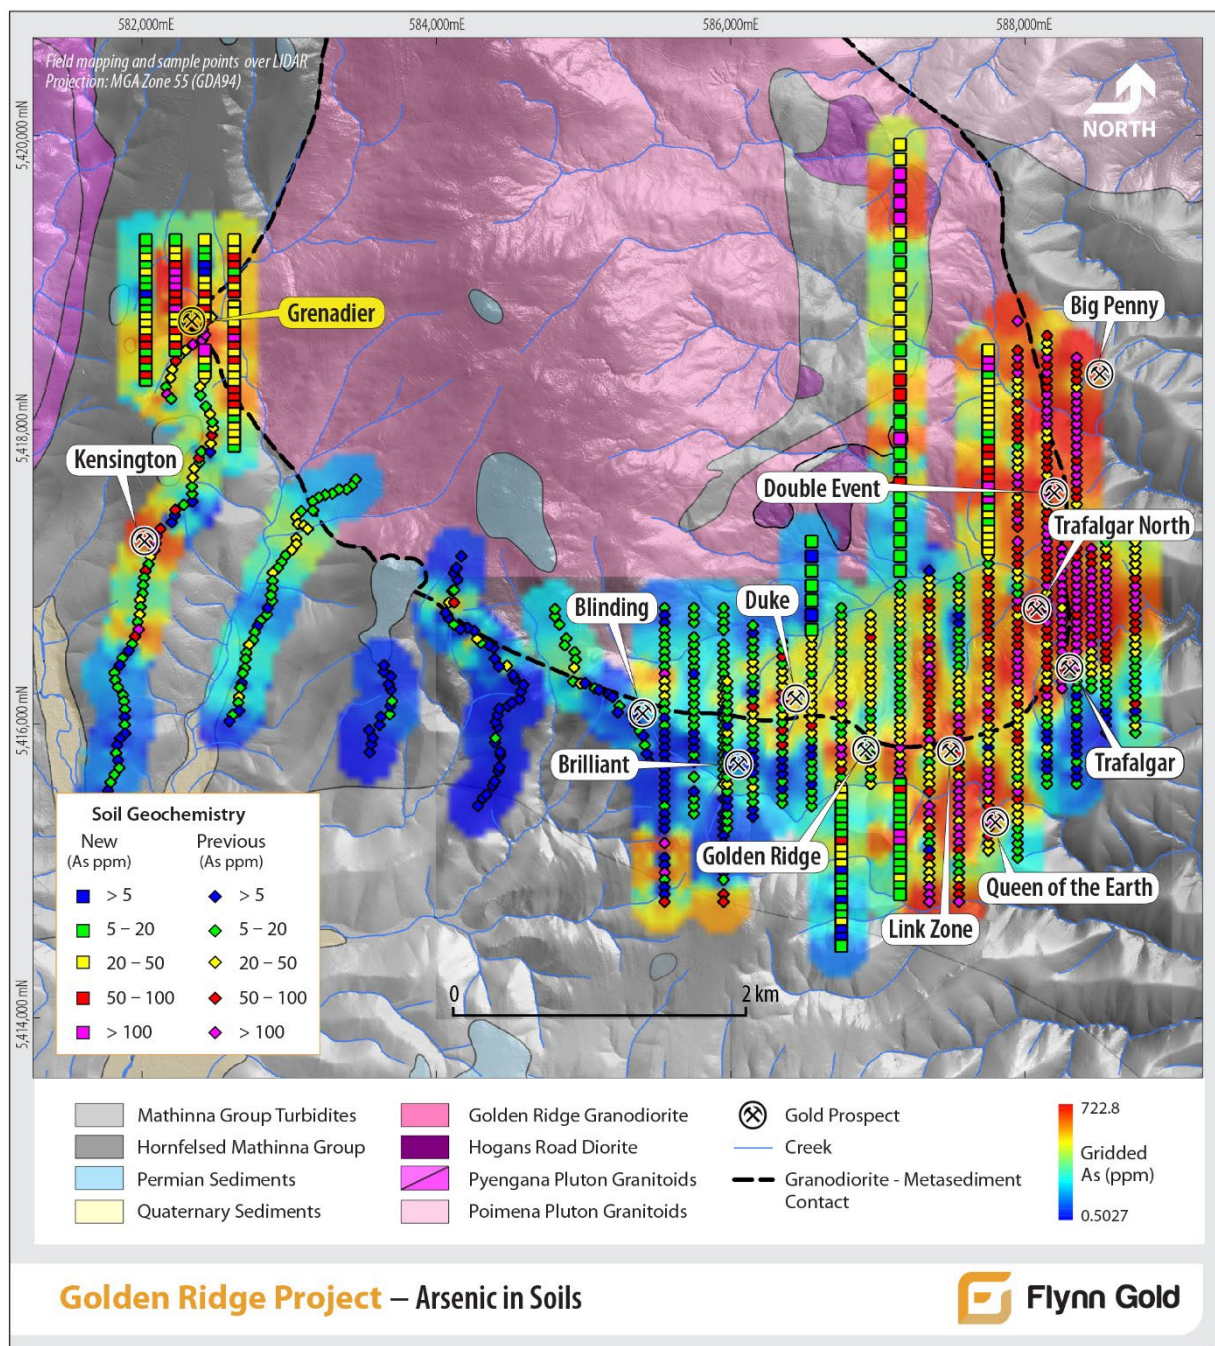 582,000mE
584,000mE
586,000mE
588,000mE
Field mapping and sample points over LIDAR
Projection: MGA Zone 55 (GDA94)
NORTH
5,420,000 mN
Grenadier
Big Penny
5,418,000 mN
Kensington
Double Event
Trafalgar North
Blinding
Duke
5,416,000 mN
Brilliant
Trafalgar
Golden Ridge
Queen of the Earth
Link Zone
Soil Geochemistry
New Previous
(As ppm) (As ppm)
> 5 > 5
5 – 20 5 – 20
20 – 50 20 – 50
50 – 100 50 – 100
> 100 > 100
0 2 km
5,414,000 mN
Mathinna Group Turbidites
Hornfelsed Mathinna Group
Permian Sediments
Quaternary Sediments
Golden Ridge Granodiorite
Hogans Road Diorite
Pyengana Pluton Granitoids
Poimena Pluton Granitoids
Gold Prospect
Creek
Granodiorite - Metasediment
Contact
722.8
Gridded
As (ppm)
0.5027
Golden Ridge Project – Arsenic in Soils
Flynn Gold